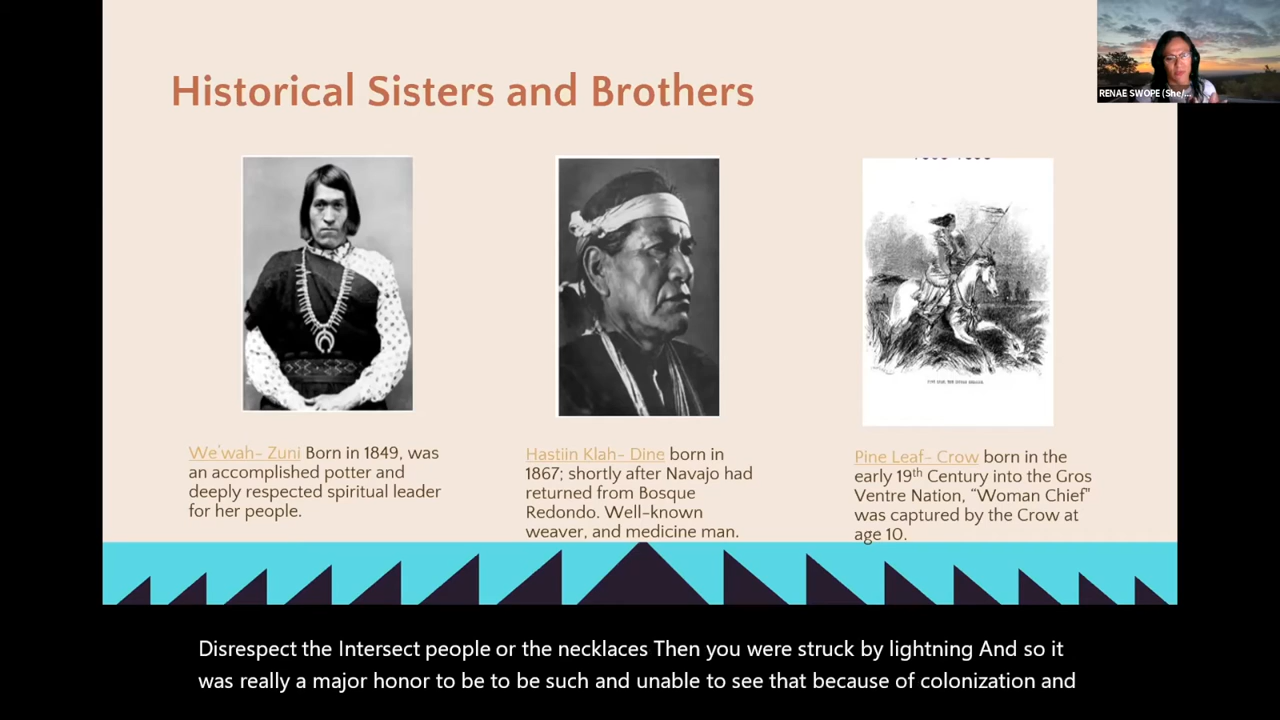 Historical Sisters and Brothers
RENAE SWOPE (She/...
We'wah- Zuni Born in 1849, was
an accomplished potter and
deeply respected spiritual leader
for her people.
Hastiin Klah- Dine born in
1867; shortly after Navajo had
returned from Bosque
Redondo. Well-known
weaver, and medicine man.
Pine Leaf- Crow born in the
early 19th Century into the Gros
Ventre Nation, “Woman Chief"
was captured by the Crow at
age 10.
Disrespect the Intersect people or the necklaces Then you were struck by lightning And so it
was really a major honor to be to be such and unable to see that because of colonization and